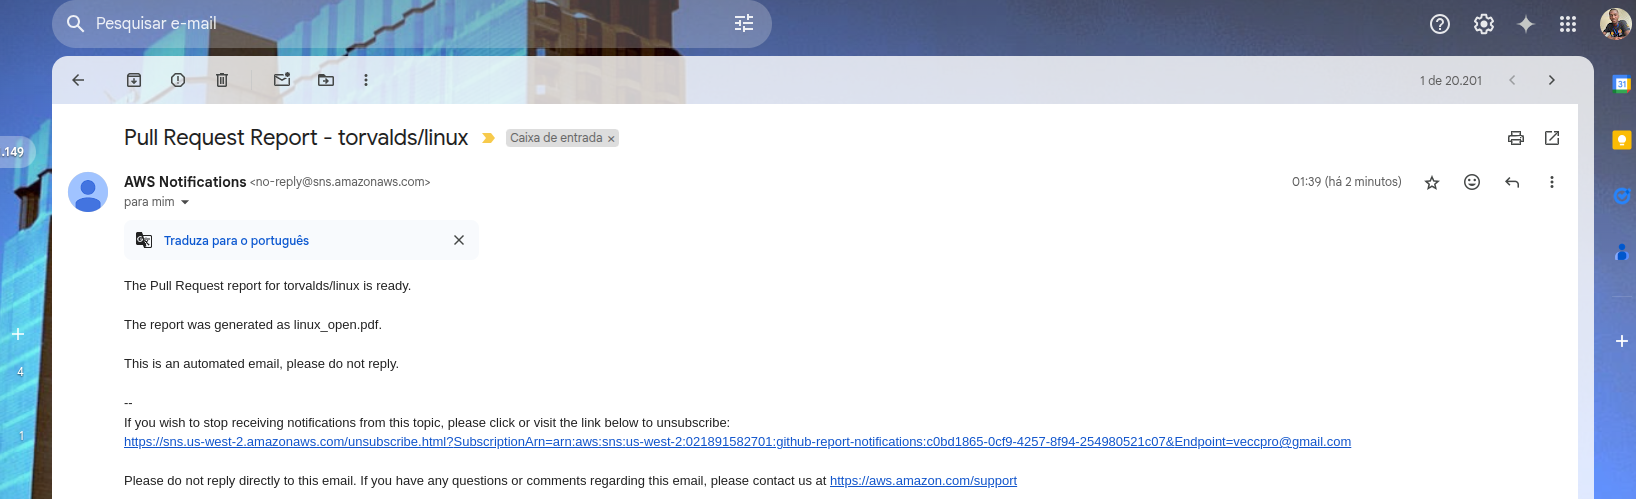 Pesquisar e-mail
1 de 20.201
31
Pull Request Report - torvalds/linux Caixa de entrada ×
.149
AWS Notifications <no-reply@sns.amazonaws.com> 01:39 (há 2 minutos)
para mim
Traduza para o português
The Pull Request report for torvalds/linux is ready.
The report was generated as linux_open.pdf.
This is an automated email, please do not reply.
4
--
If you wish to stop receiving notifications from this topic, please click or visit the link below to unsubscribe:
1
https://sns.us-west-2.amazonaws.com/unsubscribe.html?SubscriptionArn=arn:aws:sns:us-west-2:021891582701:github-report-notifications:c0bd1865-0cf9-4257-8f94-254980521c07&Endpoint=veccpro@gmail.com
Please do not reply directly to this email. If you have any questions or comments regarding this email, please contact us at https://aws.amazon.com/support